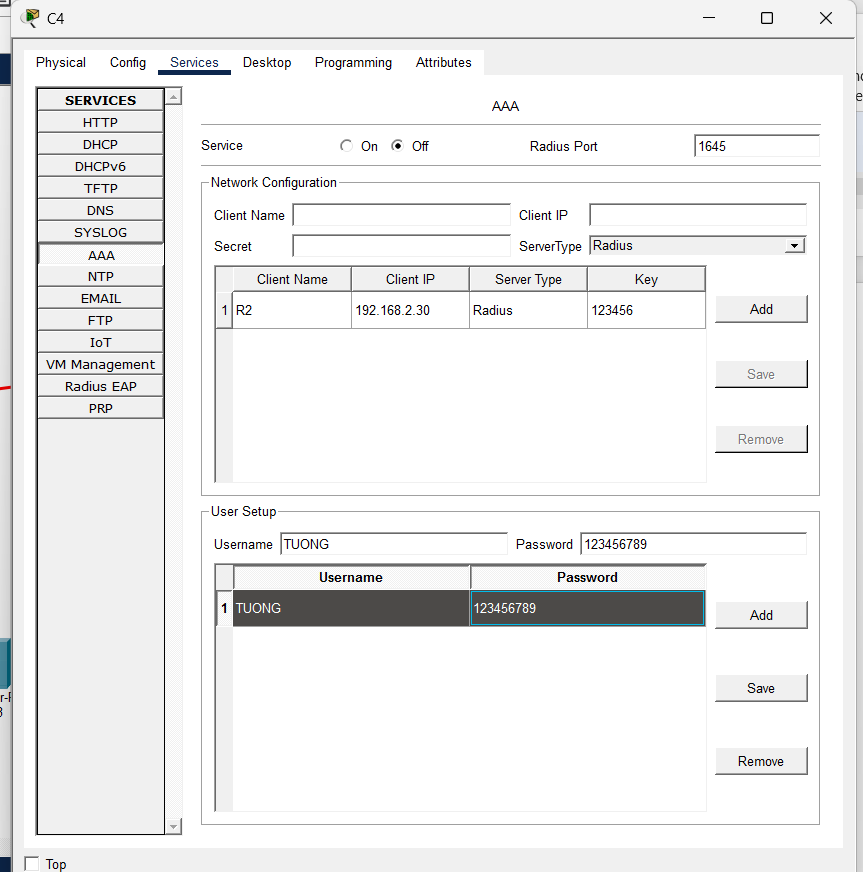 C4
Physical Config Services Desktop Programming Attributes
SERVICES
HTTP
DHCP
DHCPv6
TFTP
DNS
SYSLOG
AAA
NTP
EMAIL
FTP
IoT
VM Management
Radius EAP
PRP
AAA
Service On Off Radius Port 1645
Network Configuration
Client Name Client IP
Secret ServerType Radius
Client Name Client IP Server Type Key
1 R2 192.168.2.30 Radius 123456
Add
Save
Remove
User Setup
Username TUONG Password 123456789
Username Password
1 TUONG 123456789
Add
Save
Remove
Top